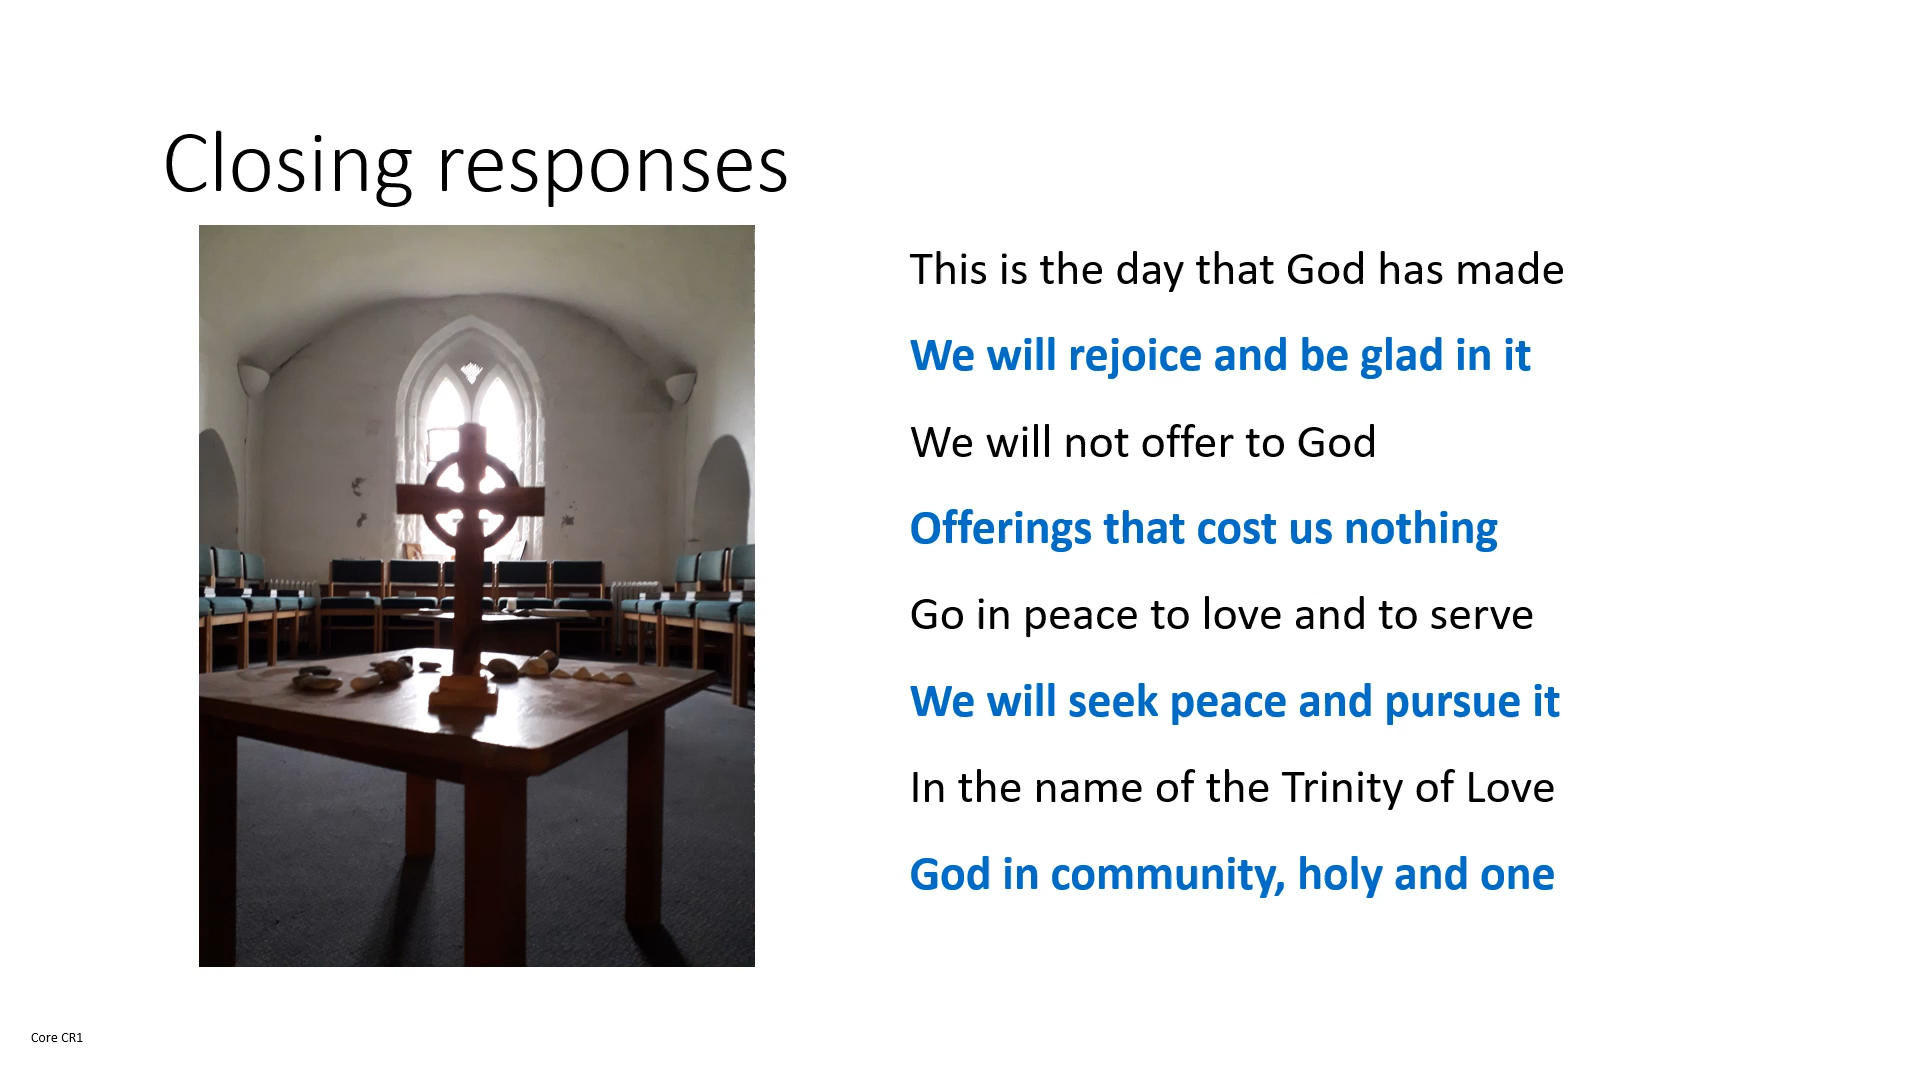 Closing responses
This is the day that God has made
We will rejoice and be glad in it
We will not offer to God
Offerings that cost us nothing
Go in peace to love and to serve
We will seek peace and pursue it
In the name of the Trinity of Love
God in community, holy and one
Core CR1